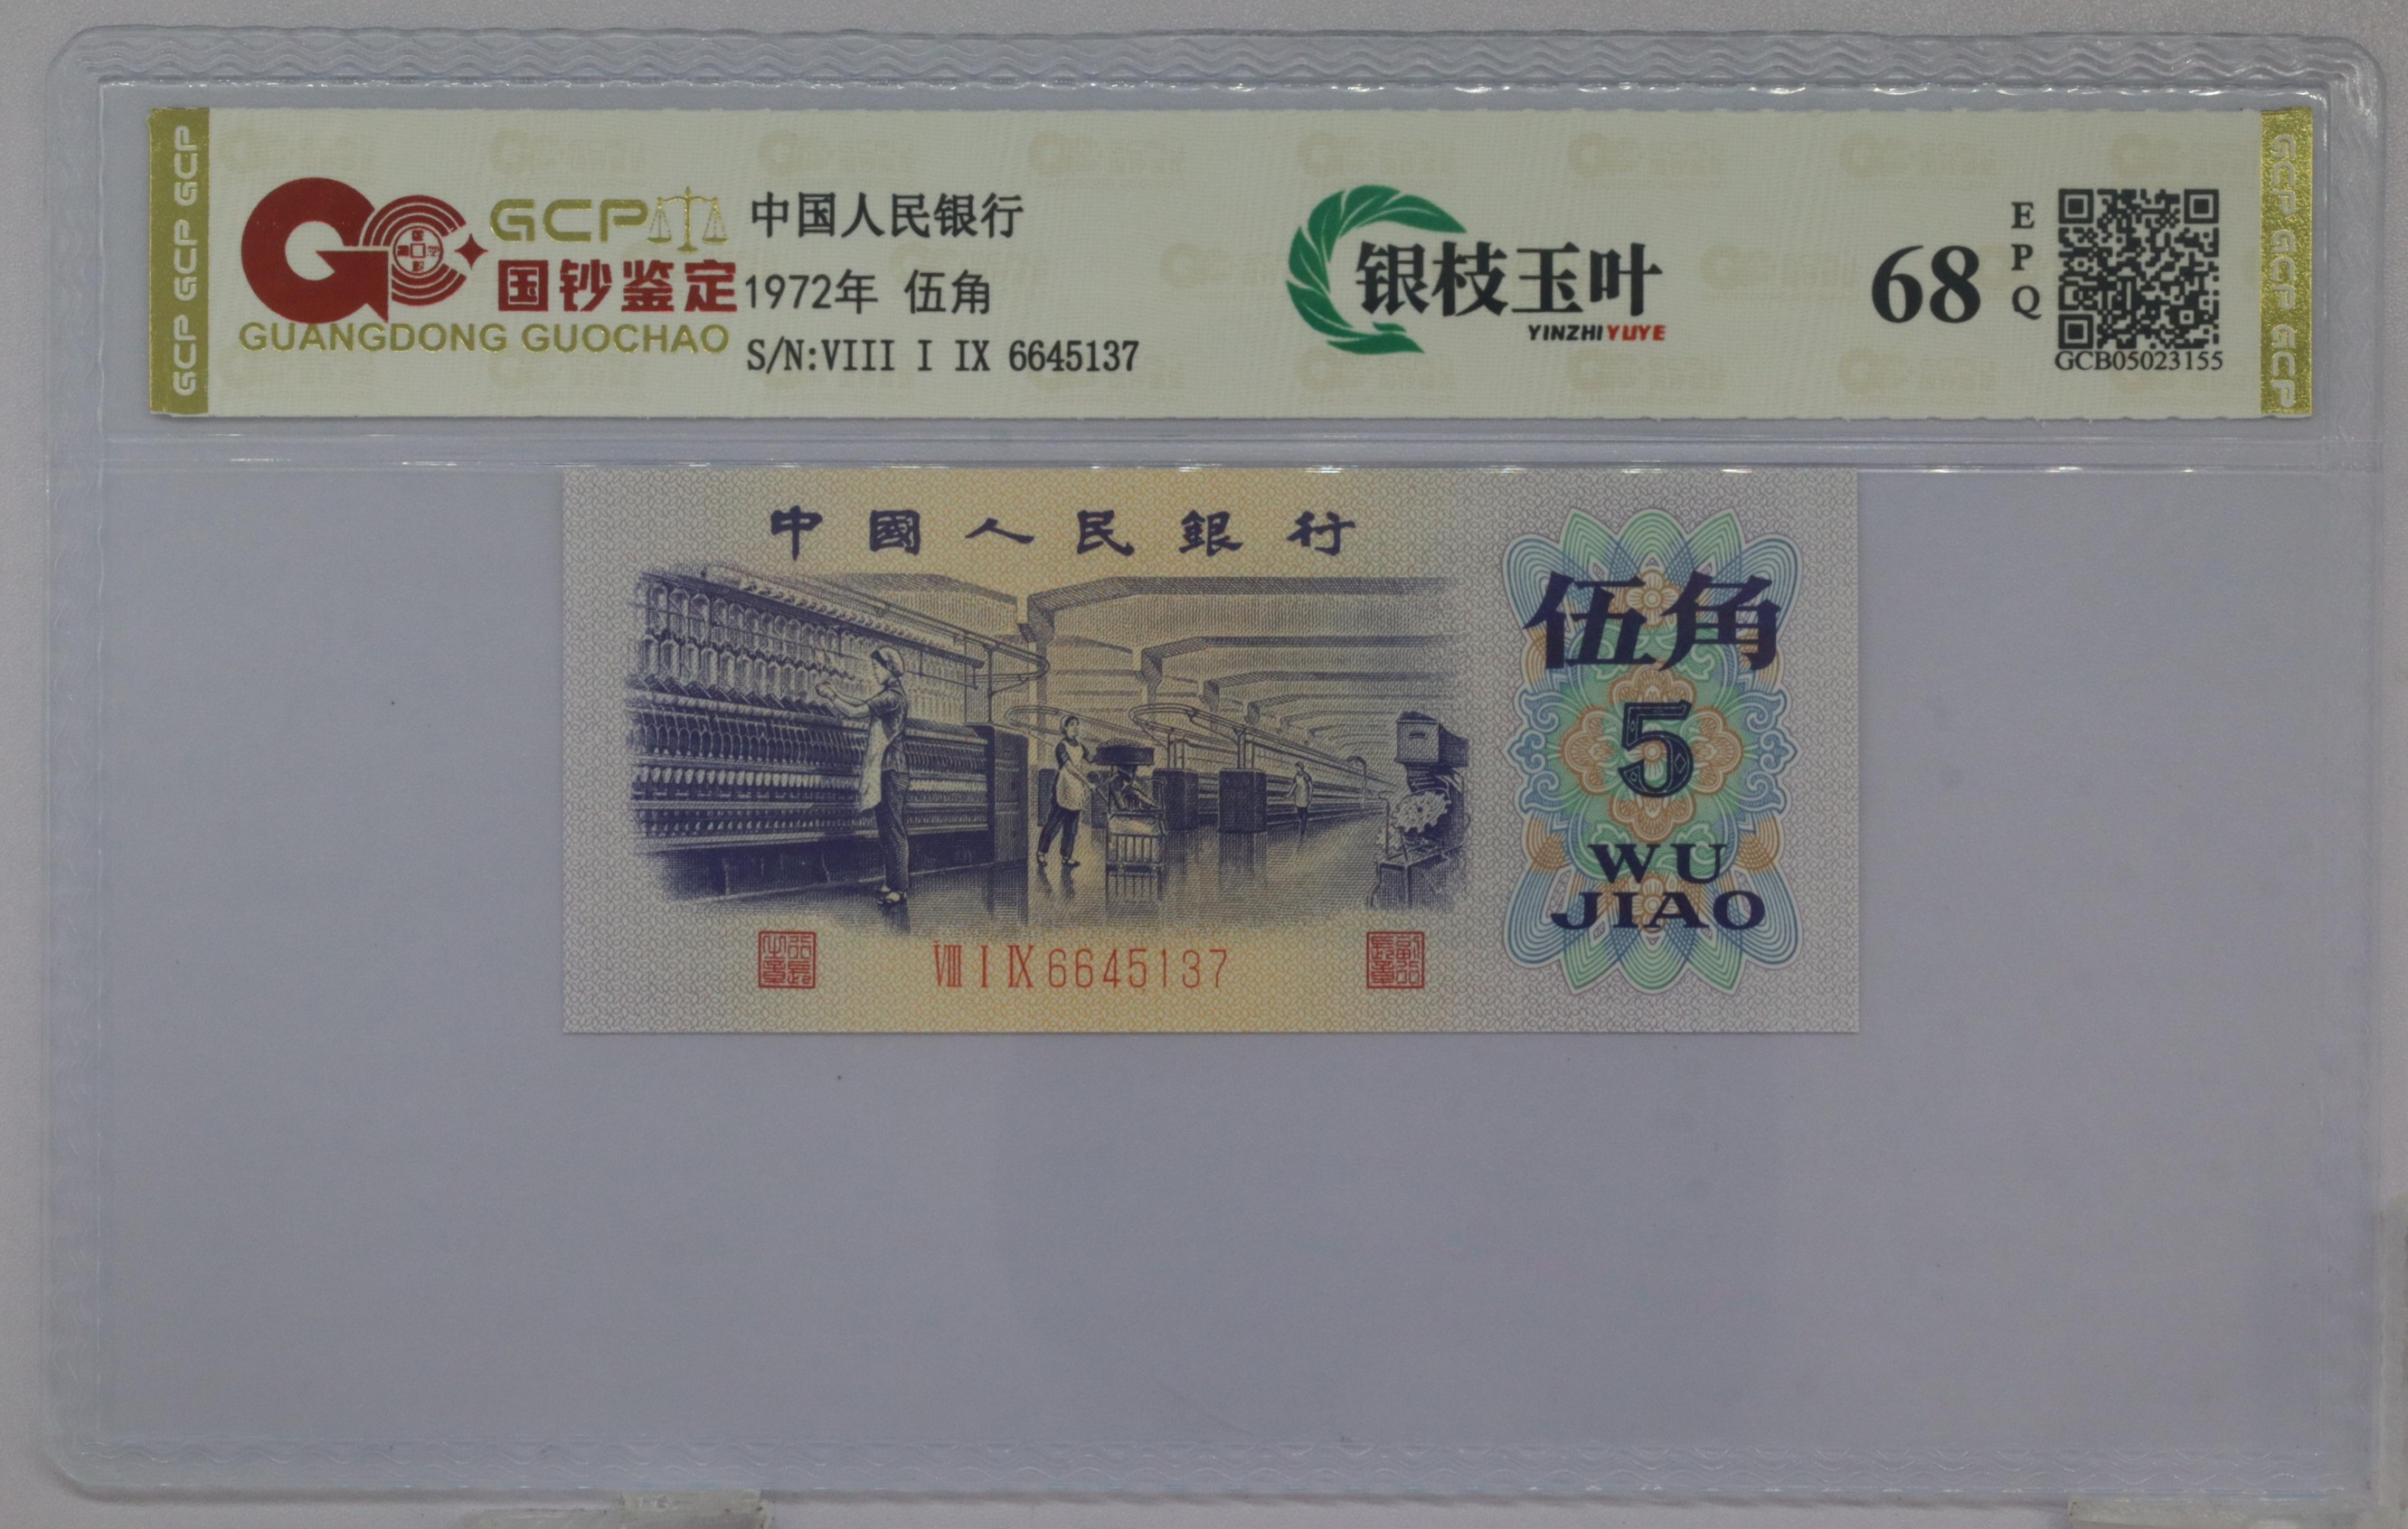 GCP GCP GCP
GCP
国钞鉴定
GUANGDONG GUOCHAO
中国人民银行
1972年 伍角
S/N:VIII I IX 6645137
银枝玉叶
YINZHIYUYE
68
EPQ
GCB05023155
GCP GCP GCP
中國人民銀行
伍角
5
WU
JIAO
VIII I IX 6645137